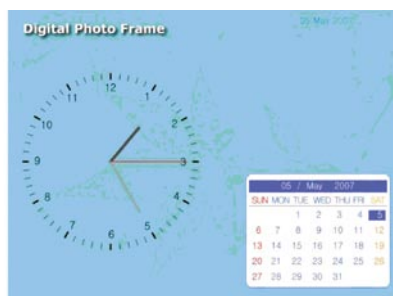 Digital Photo Frame
05 May 2007
12
1
2
3
4
5
6
7
8
9
10
11
05 / May 2007
SUN MON TUE WED THU FRI SAT
1 2 3 4 5
6 7 8 9 10 11 12
13 14 15 16 17 18 19
20 21 22 23 24 25 26
27 28 29 30 31